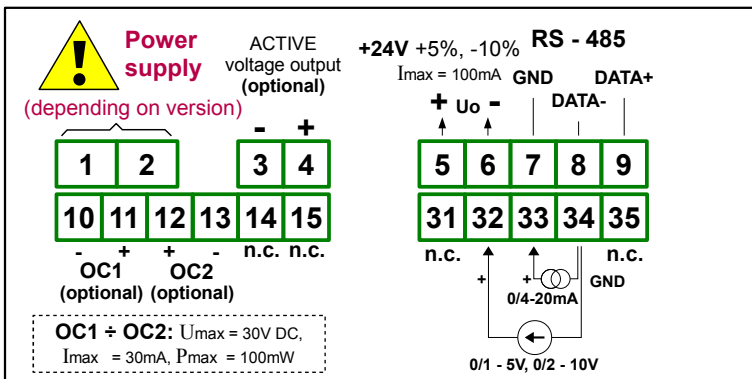 Power
supply
(depending on version)
ACTIVE
voltage output
(optional)
- +
+24V +5%, -10%
Imax = 100mA
+ Uo -
RS - 485
GND
DATA-
DATA+
1 2 3 4 5 6 7 8 9
10 11 12 13 14 15 31 32 33 34 35
- + + - n.c. n.c. n.c. n.c.
OC1 OC2
(optional) (optional)
+ + GND
0/4-20mA
0/1 - 5V, 0/2 - 10V
OC1 ÷ OC2: Umax = 30V DC,
Imax = 30mA, Pmax = 100mW